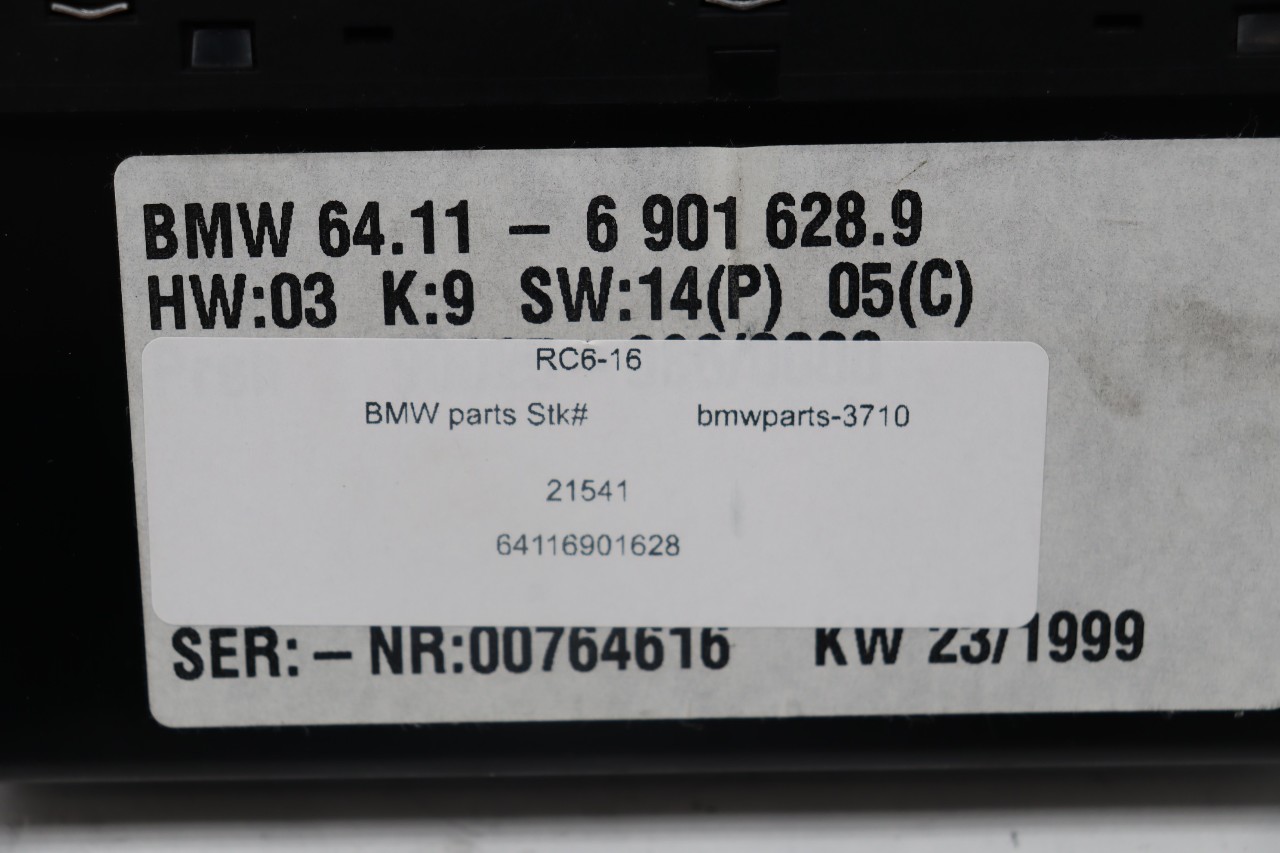 BMW 64.11 – 6 901 628.9
HW:03 K:9 SW:14(P) 05(C)
RC6-16
BMW parts Stk# bmwparts-3710
21541
64116901628
SER:–NR:00764616 KW 23/1999